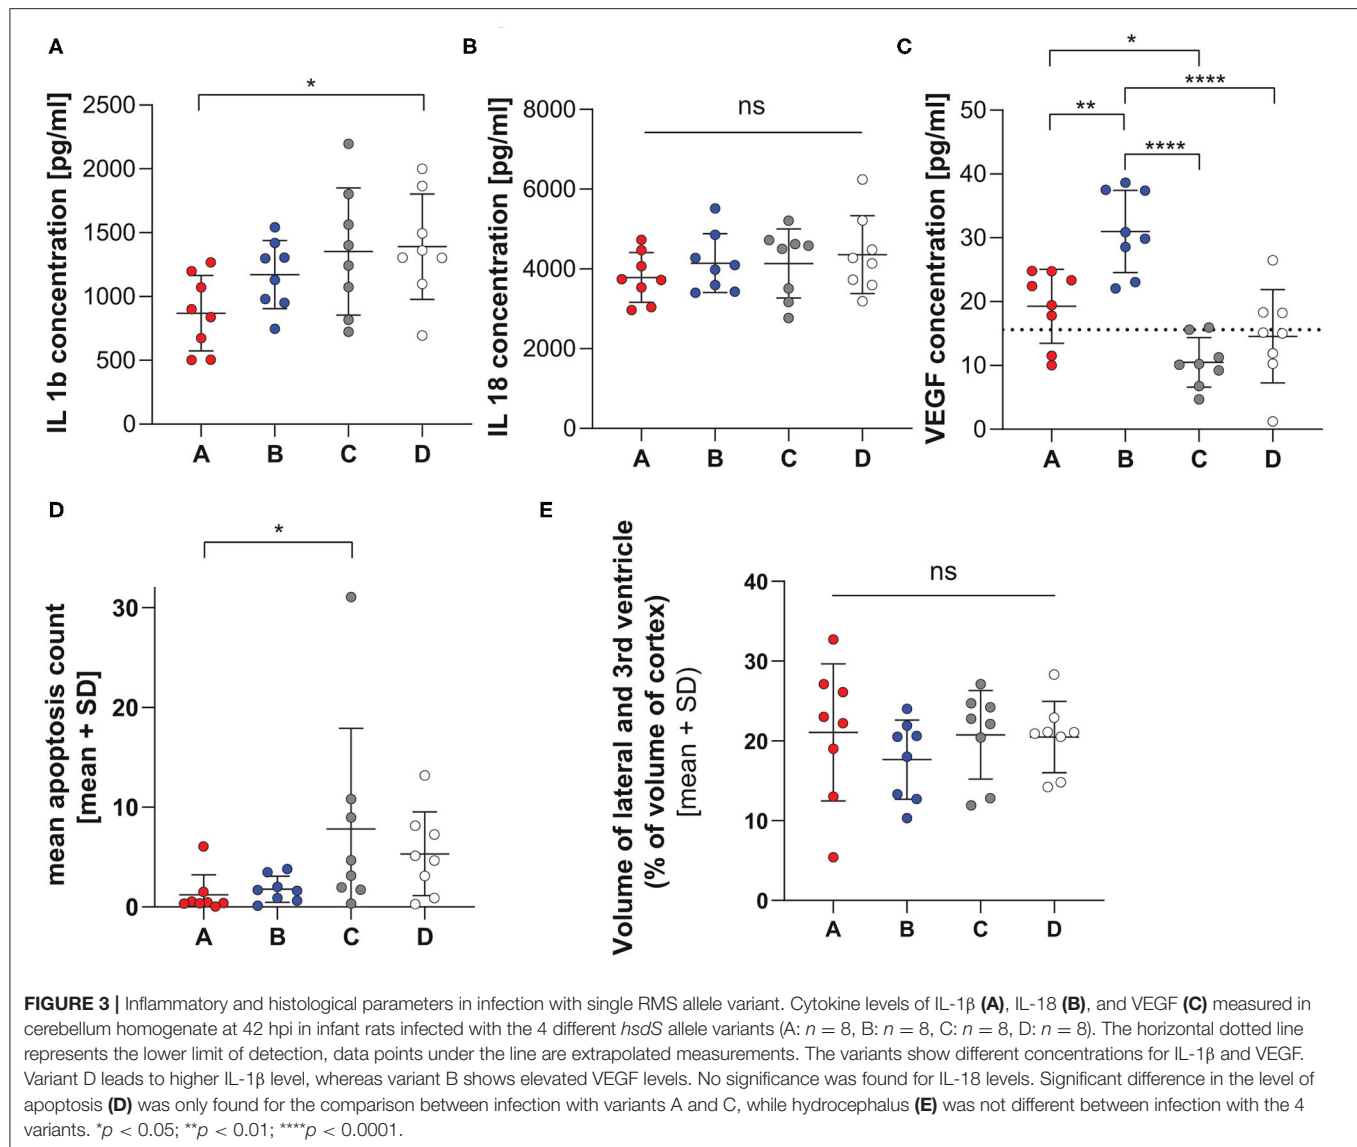 A
IL 1b concentration [pg/ml]
2500
2000
1500
1000
500
0
*
A B C D
B
IL 18 concentration [pg/ml]
8000
6000
4000
2000
0
ns
A B C D
C
VEGF concentration [pg/ml]
50
40
30
20
10
0
*
****
**
****
A B C D
D
mean apoptosis count
[mean + SD]
30
20
10
0
*
A B C D
E
Volume of lateral and 3rd ventricle
(% of volume of cortex)
[mean + SD)
40
30
20
10
0
ns
A B C D
FIGURE 3 | Inflammatory and histological parameters in infection with single RMS allele variant. Cytokine levels of IL-1β (A), IL-18 (B), and VEGF (C) measured in
cerebellum homogenate at 42 hpi in infant rats infected with the 4 different hsdS allele variants (A: n = 8, B: n = 8, C: n = 8, D: n = 8). The horizontal dotted line
represents the lower limit of detection, data points under the line are extrapolated measurements. The variants show different concentrations for IL-1β and VEGF.
Variant D leads to higher IL-1β level, whereas variant B shows elevated VEGF levels. No significance was found for IL-18 levels. Significant difference in the level of
apoptosis (D) was only found for the comparison between infection with variants A and C, while hydrocephalus (E) was not different between infection with the 4
variants. *p < 0.05; **p < 0.01; ****p < 0.0001.